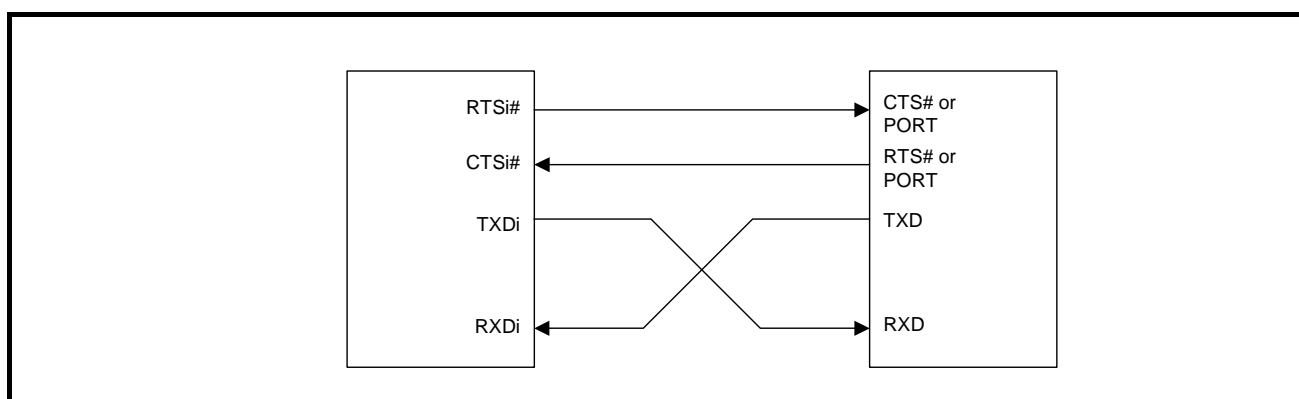 RTSi#
CTSi#
TXDi
RXDi
CTS# or
PORT
RTS# or
PORT
TXD
RXD